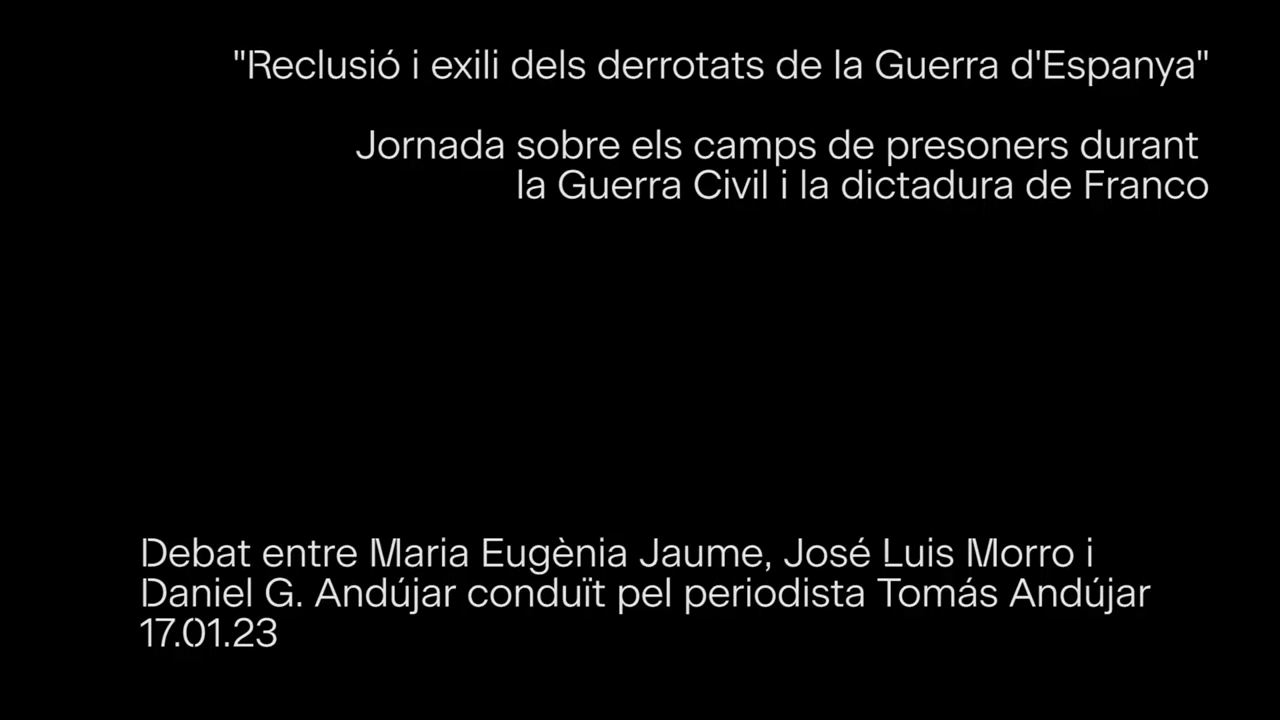 "Reclusió i exili dels derrotats de la Guerra d'Espanya"
Jornada sobre els camps de presoners durant
la Guerra Civil i la dictadura de Franco
Debat entre Maria Eugènia Jaume, José Luis Morro i
Daniel G. Andújar conduït pel periodista Tomás Andújar
17.01.23